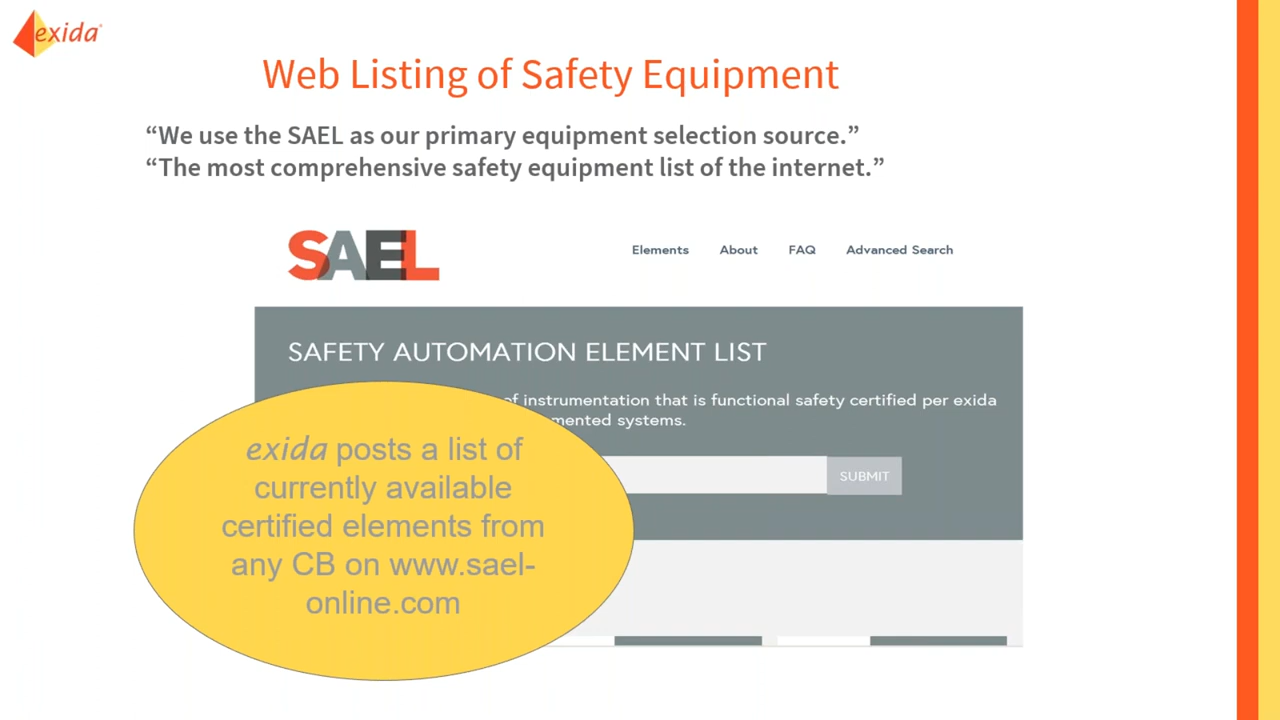 exida
Web Listing of Safety Equipment
“We use the SAEL as our primary equipment selection source.”
“The most comprehensive safety equipment list of the internet.”
SAEL
Elements About FAQ Advanced Search
SAFETY AUTOMATION ELEMENT LIST
of instrumentation that is functional safety certified per exida
mented systems.
SUBMIT
exida posts a list of
currently available
certified elements from
any CB on www.sael-
online.com